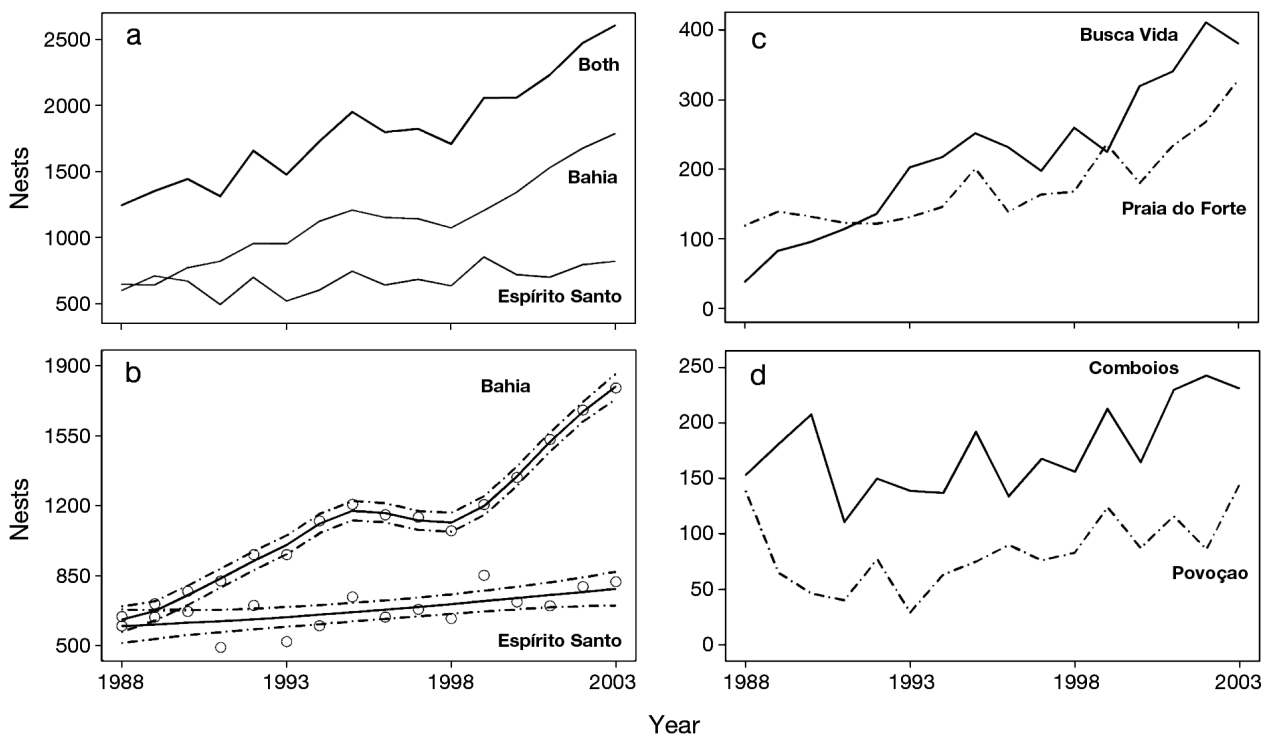 a
2500
2000
1500
1000
500
Nests
Both
Bahia
Espírito Santo
b
1900
1550
1200
850
500
Nests
Bahia
Espírito Santo
1988
1993
1998
2003
c
400
300
200
100
0
Busca Vida
Praia do Forte
d
250
200
150
100
50
0
Comboios
Povoçao
1988
1993
1998
2003
Year